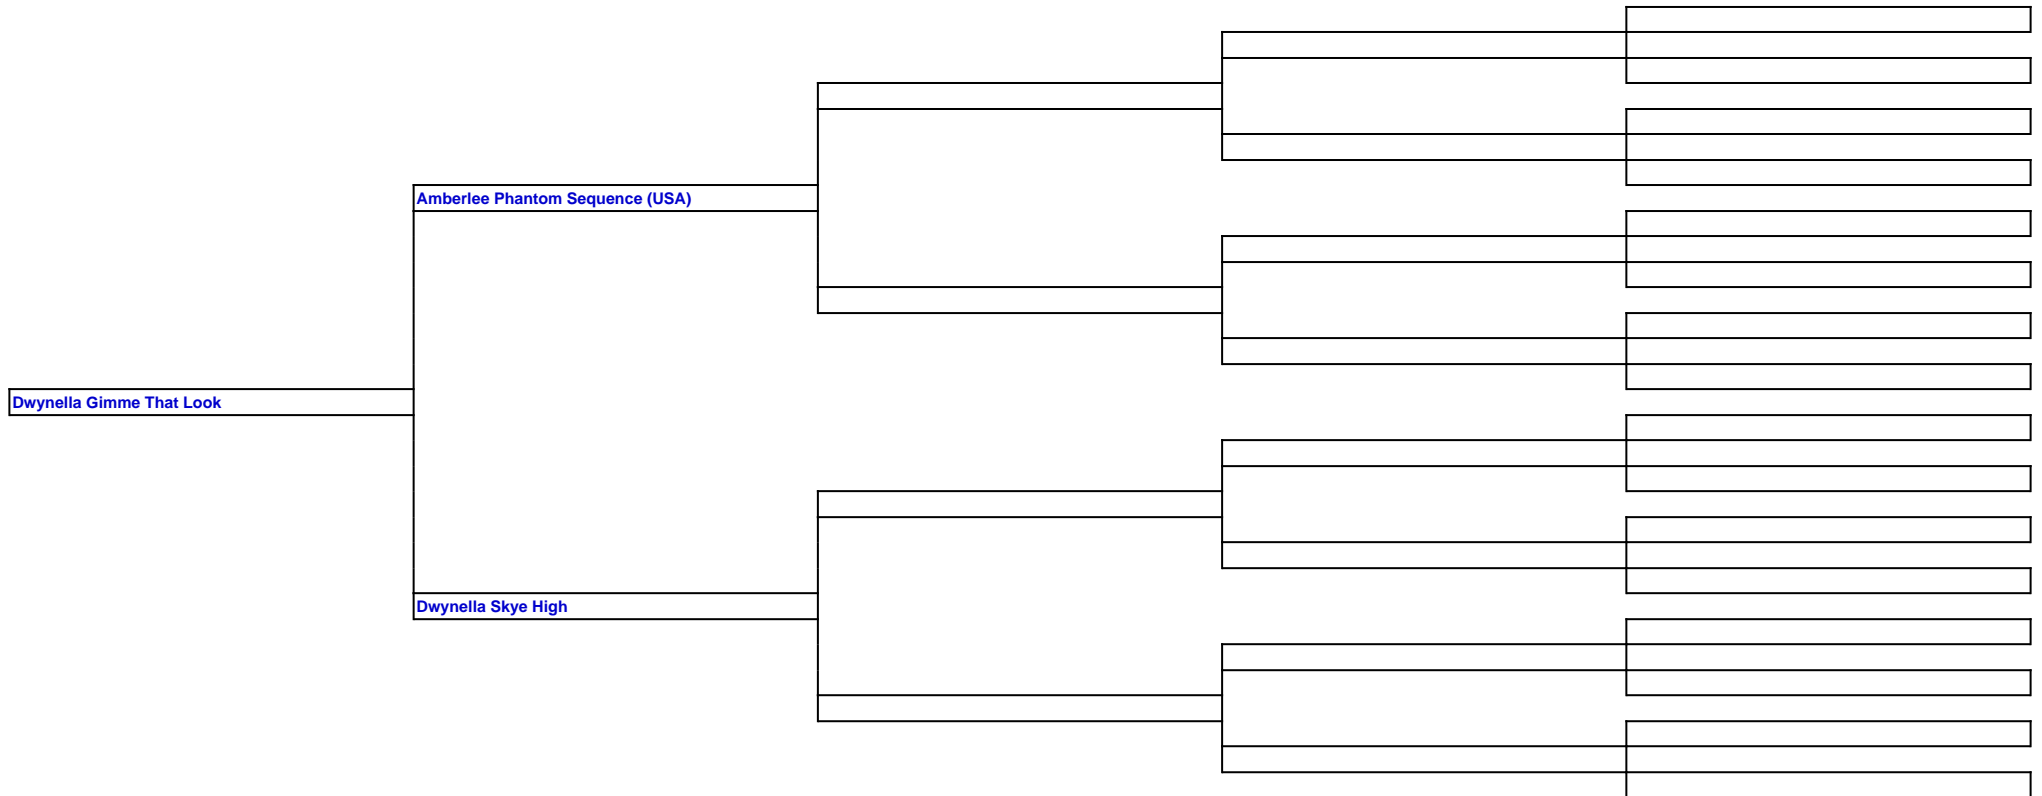 Amberlee Phantom Sequence (USA)
Dwynella Gimme That Look
Dwynella Skye High